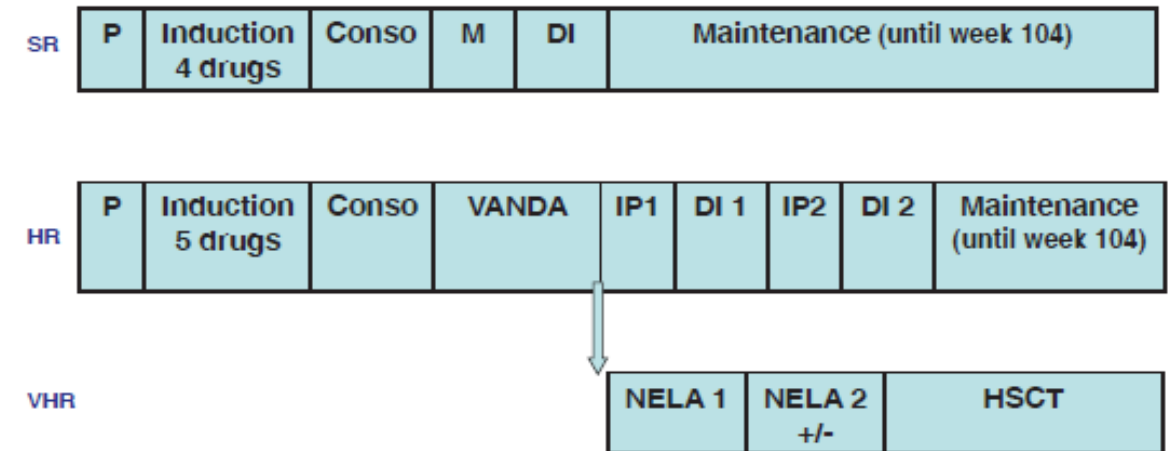 SR P Induction Conso M DI Maintenance (until week 104)
4 drugs
HR P Induction Conso VANDA IP1 DI 1 IP2 DI 2 Maintenance
5 drugs (until week 104)
VHR NELA 1 NELA 2 HSCT
+/-